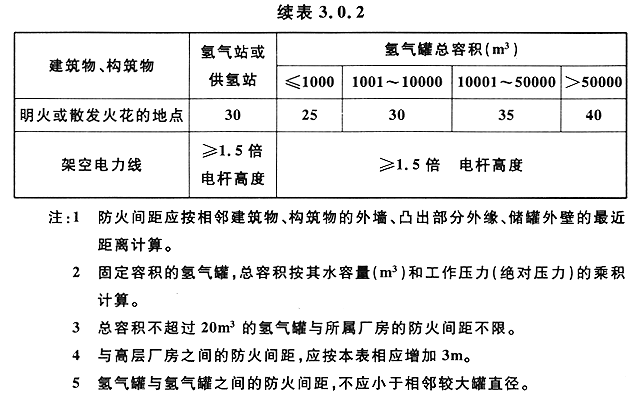 续表 3.0.2
建筑物、构筑物 氢气站或供氢站 氢气罐总容积(m³)
≤1000 1001～10000 10001～50000 >50000
明火或散发火花的地点 30 25 30 35 40
架空电力线 ≥1.5 倍电杆高度 ≥1.5 倍 电杆高度
注:1 防火间距应按相邻建筑物、构筑物的外墙、凸出部分外缘、储罐外壁的最近
距离计算。
2 固定容积的氢气罐,总容积按其水容量(m³)和工作压力(绝对压力)的乘积
计算。
3 总容积不超过 20m³ 的氢气罐与所属厂房的防火间距不限。
4 与高层厂房之间的防火间距,应按本表相应增加 3m。
5 氢气罐与氢气罐之间的防火间距,不应小于相邻较大罐直径。